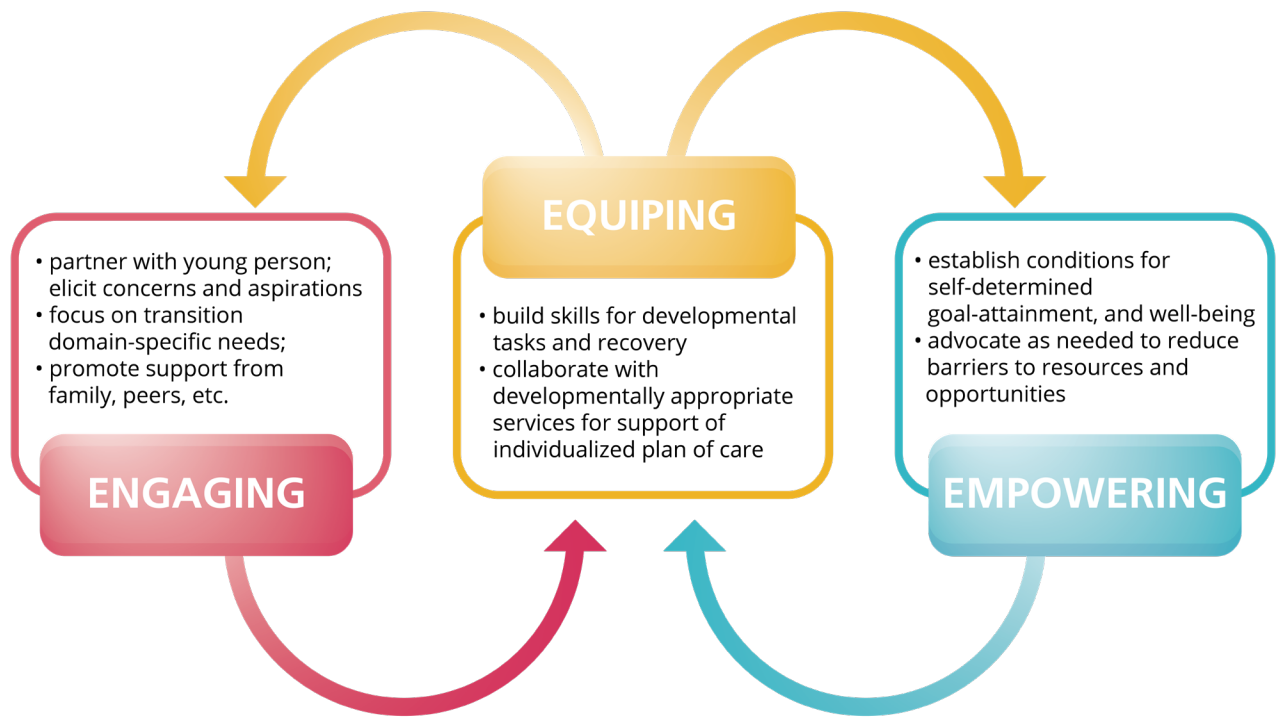 • partner with young person;
elicit concerns and aspirations
• focus on transition
domain-specific needs;
• promote support from
family, peers, etc.
ENGAGING
EQUIPING
• build skills for developmental
tasks and recovery
• collaborate with
developmentally appropriate
services for support of
individualized plan of care
• establish conditions for
self-determined
goal-attainment, and well-being
• advocate as needed to reduce
barriers to resources and
opportunities
EMPOWERING